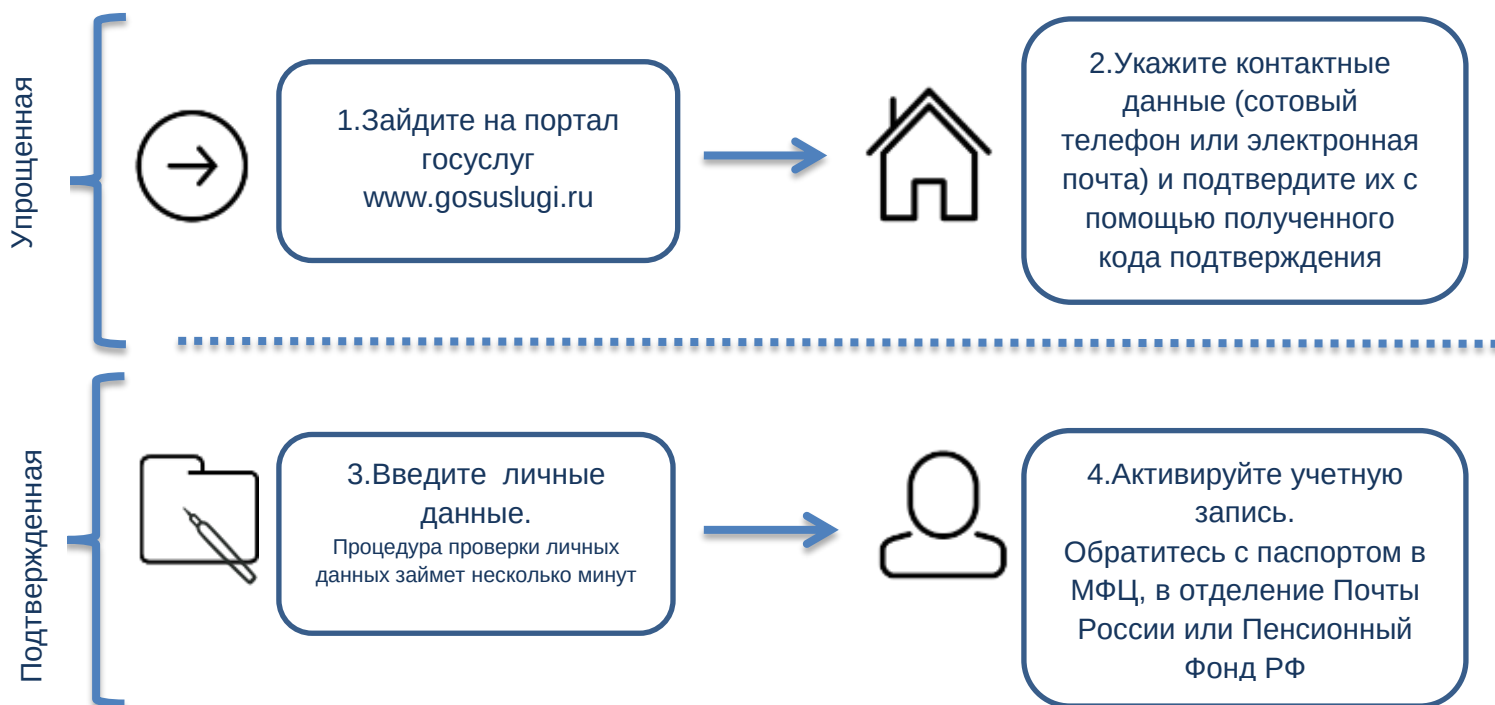 Упрощенная
1.Зайдите на портал
госуслуг
www.gosuslugi.ru
2.Укажите контактные
данные (сотовый
телефон или электронная
почта) и подтвердите их с
помощью полученного
кода подтверждения
Подтвержденная
3.Введите личные
данные.
Процедура проверки личных
данных займет несколько минут
4.Активируйте учетную
запись.
Обратитесь с паспортом в
МФЦ, в отделение Почты
России или Пенсионный
Фонд РФ